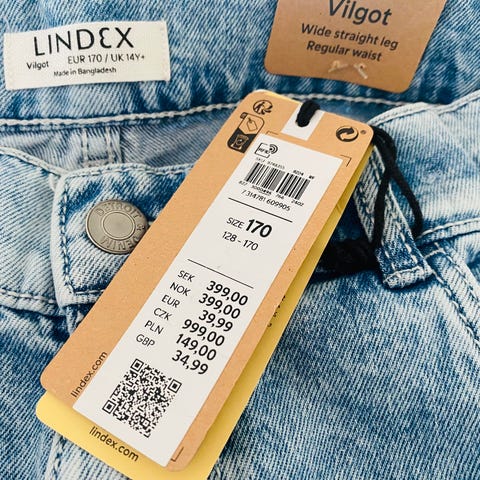 Vilgot
Wide straight leg
Regular waist
LINDEX
Vilgot EUR 170 / UK 14Y+
Made in Bangladesh
7 314781 609905
SIZE 170
128 - 170
SEK 399,00
NOK 399,00
EUR 39,99
CZK 999,00
PLN 149,00
GBP 34,99
lindex.com
lindex.com
DETROIT
DENIM